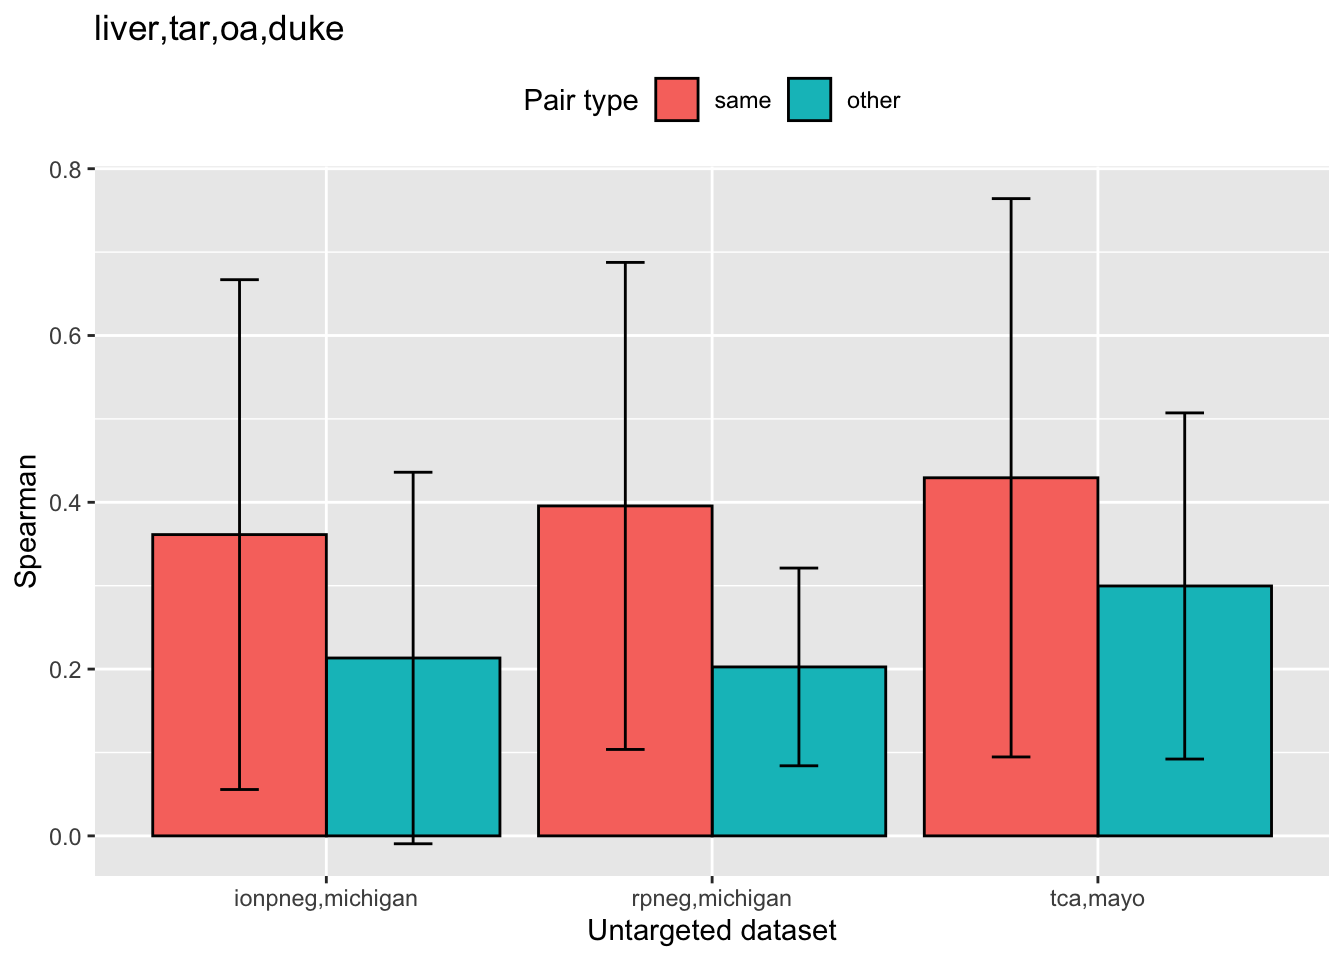 liver,tar,oa,duke
Pair type same other
0.8
0.6
0.4
0.2
0.0
Spearman
ionpneg,michigan rpneg,michigan tca,mayo
Untargeted dataset